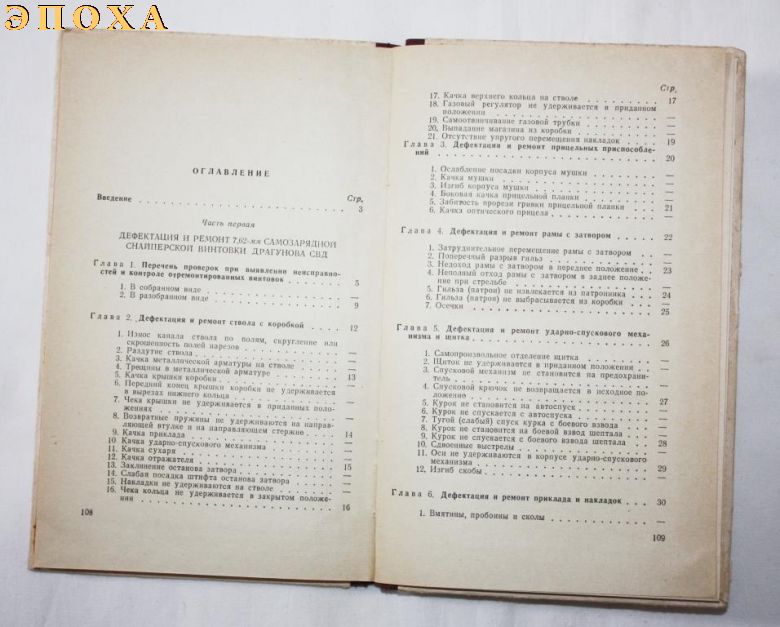 ЭПОХА
ОГЛАВЛЕНИЕ
Стр.
Введение . . . 3
Часть первая
ДЕФЕКТАЦИЯ И РЕМОНТ 7,62-мм САМОЗАРЯДНОЙ
СНАЙПЕРСКОЙ ВИНТОВКИ ДРАГУНОВА СВД
Глава 1. Перечень проверок при выявлении неисправно-
стей и контроле отремонтированных винтовок . . . 5
1. В собранном виде . . . —
2. В разобранном виде . . . 9
Глава 2. Дефектация и ремонт ствола с коробкой . . . 12
1. Износ канала ствола по полям, скругление или
скрошенность полей нарезов . . . —
2. Раздутие ствола . . . —
3. Качка металлической арматуры на стволе . . . —
4. Трещины в металлической арматуре . . . 13
5. Качка крышки коробки . . . —
6. Передний конец крышки коробки не удерживается
в вырезах нижнего кольца . . . —
7. Чека крышки не удерживается в приданных поло-
жениях . . . —
8. Возвратные пружины не удерживаются на направ-
ляющей втулке и на направляющем стержне . . . 14
9. Качка приклада . . . —
10. Качки ударно-спускового механизма . . . —
11. Качка сухаря . . . —
12. Качка отражателя . . . 15
13. Заклинение останова затвора . . . —
14. Слабая посадка штифта останова затвора . . . —
15. Накладки не удерживаются на стволе . . . —
16. Чека кольца не удерживается в закрытом положе-
нии . . . 16
108
Стр.
17. Качка верхнего кольца на стволе . . . 17
18. Газовый регулятор не удерживается в приданном
положении . . . —
19. Самоотвинчивание газовой трубки . . . —
20. Выпадание магазина из коробки . . . —
21. Отсутствие упругого перемещения накладок . . . 19
Глава 3. Дефектация и ремонт прицельных приспособле-
ний . . . 20
1. Ослабление посадки корпуса мушки . . . —
2. Качка мушки . . . —
3. Изгиб корпуса мушки . . . —
4. Боковая качка прицельной планки . . . —
5. Забитость прорези гривки прицельной планки . . . 21
6. Качка оптического прицела . . . —
Глава 4. Дефектация и ремонт рамы с затвором . . . 22
1. Затруднительное перемещение рамы с затвором . . . —
2. Поперечный разрыв гильз . . . —
3. Недоход рамы с затвором в переднее положение . . . 23
4. Неполный отход рамы с затвором в заднее положе-
ние при стрельбе . . . —
5. Гильза (патрон) не извлекается из патронника . . . 24
6. Гильза (патрон) не выбрасывается из коробки . . . —
7. Осечки . . . —
Глава 5. Дефектация и ремонт ударно-спускового меха-
низма и щитка . . . 26
1. Самопроизвольное отделение щитка . . . —
2. Щиток не удерживается в приданном положении . . . —
3. Спусковой механизм не становится на предохрани-
тель . . . —
4. Спусковой крючок не возвращается в исходное по-
ложение . . . 27
5. Курок не становится на автоспуск . . . —
6. Курок не спускается с автоспуска . . . —
7. Тугой (слабый) спуск курка с боевого взвода . . . —
8. Курок не становится на боевой взвод шептала . . . —
9. Курок не спускается с боевого взвода шептала . . . 28
10. Сдвоенные выстрелы . . . —
11. Оси не удерживаются в корпусе ударно-спускового
механизма . . . 29
12. Изгиб скобы . . . —
Глава 6. Дефектация и ремонт приклада и накладок . . . 30
1. Вмятины, пробоины и сколы . . . —
109